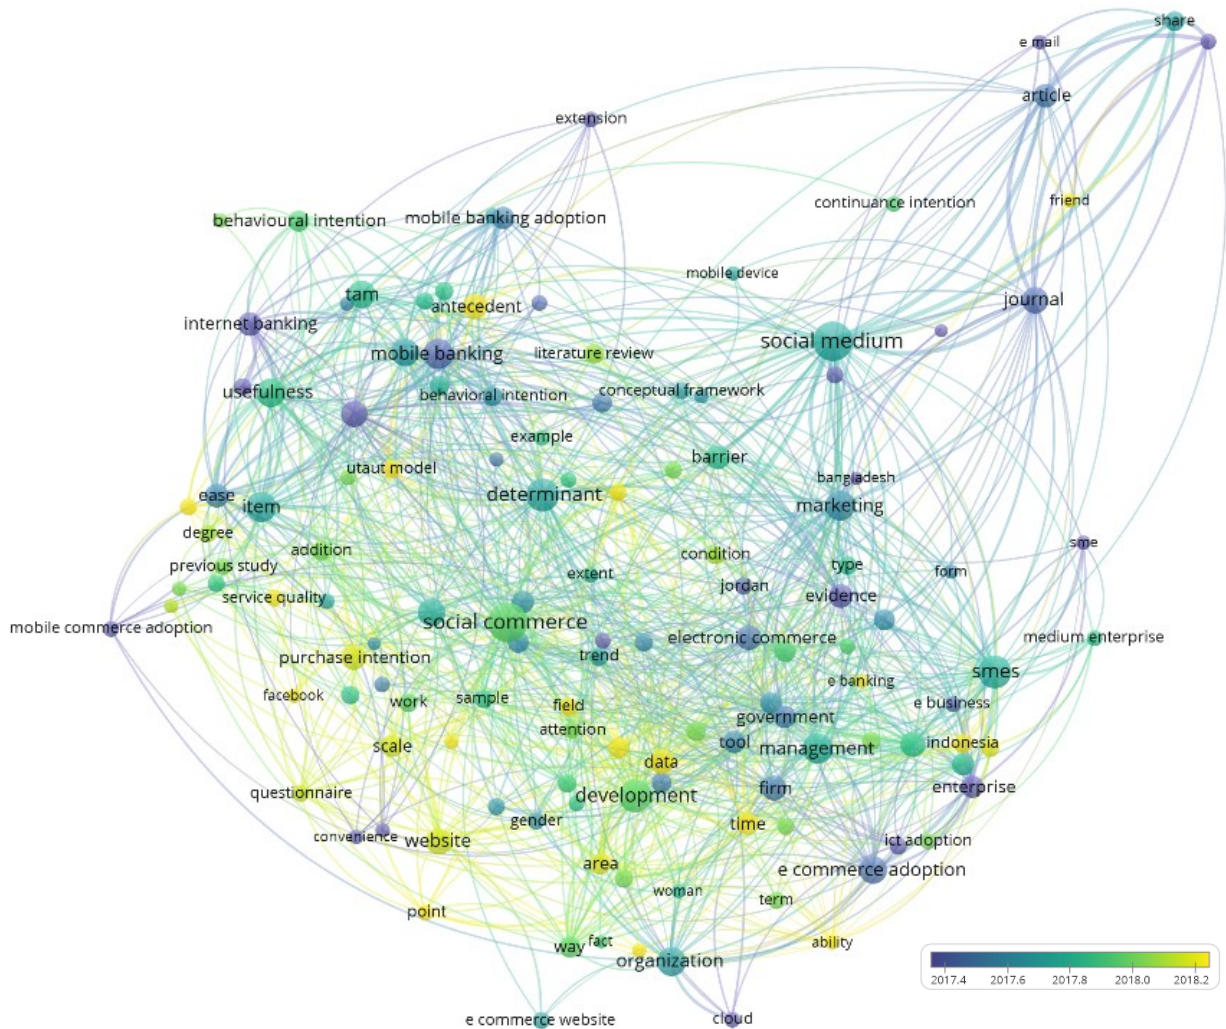 share
e mail
article
extension
continuance intention
friend
behavioural intention
mobile banking adoption
mobile device
tam
antecedent
journal
internet banking
social medium
mobile banking
literature review
usefulness
behavioral intention
conceptual framework
example
barrier
utaut model
bangladesh
ease
determinant
item
marketing
degree
sme
addition
condition
previous study
extent
type
form
service quality
jordan
evidence
mobile commerce adoption
social commerce
electronic commerce
medium enterprise
trend
purchase intention
smes
e banking
facebook
work
sample
field
e business
government
attention
scale
tool
management
indonesia
data
questionnaire
development
firm
enterprise
gender
time
convenience
website
ict adoption
area
e commerce adoption
woman
term
point
way
fact
ability
organization
e commerce website
cloud
2017.4 2017.6 2017.8 2018.0 2018.2